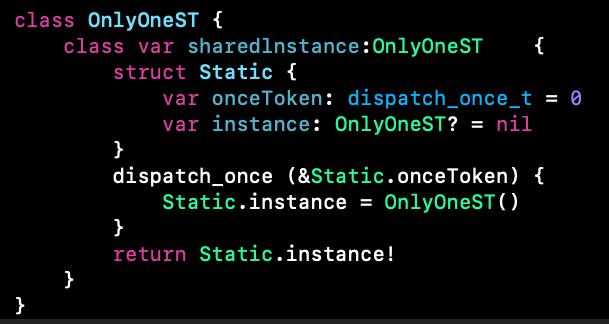 class OnlyOneST {
    class var sharedlnstance:OnlyOneST    {
        struct Static {
            var onceToken: dispatch_once_t = 0
            var instance: OnlyOneST? = nil
        }
        dispatch_once (&Static.onceToken) {
            Static.instance = OnlyOneST()
        }
        return Static.instance!
    }
}